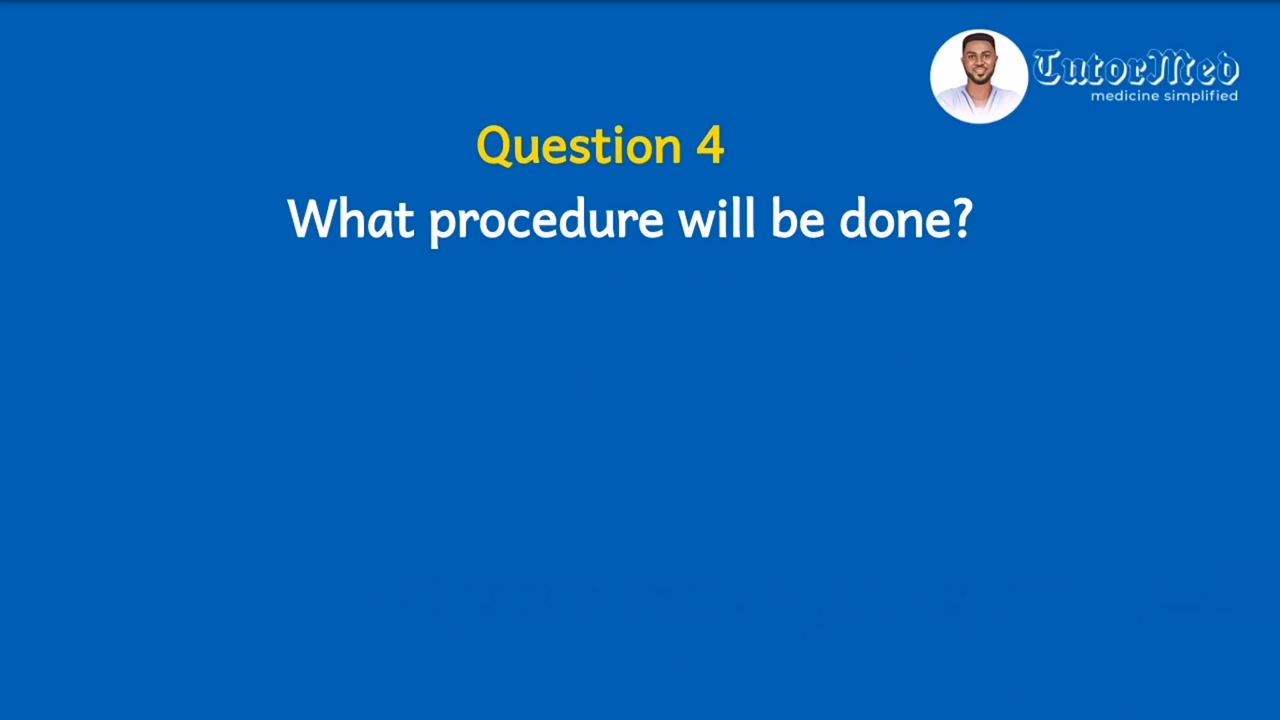 TutorMed
medicine simplified
Question 4
What procedure will be done?